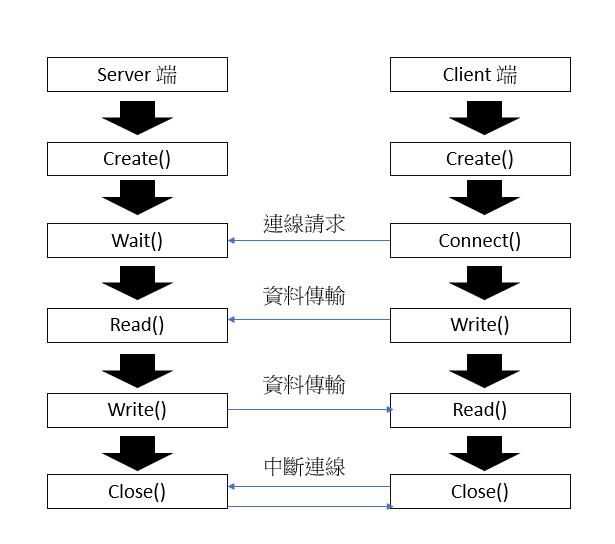 Server 端
Client 端
Create()
Create()
連線請求
Wait()
Connect()
資料傳輸
Read()
Write()
資料傳輸
Write()
Read()
中斷連線
Close()
Close()